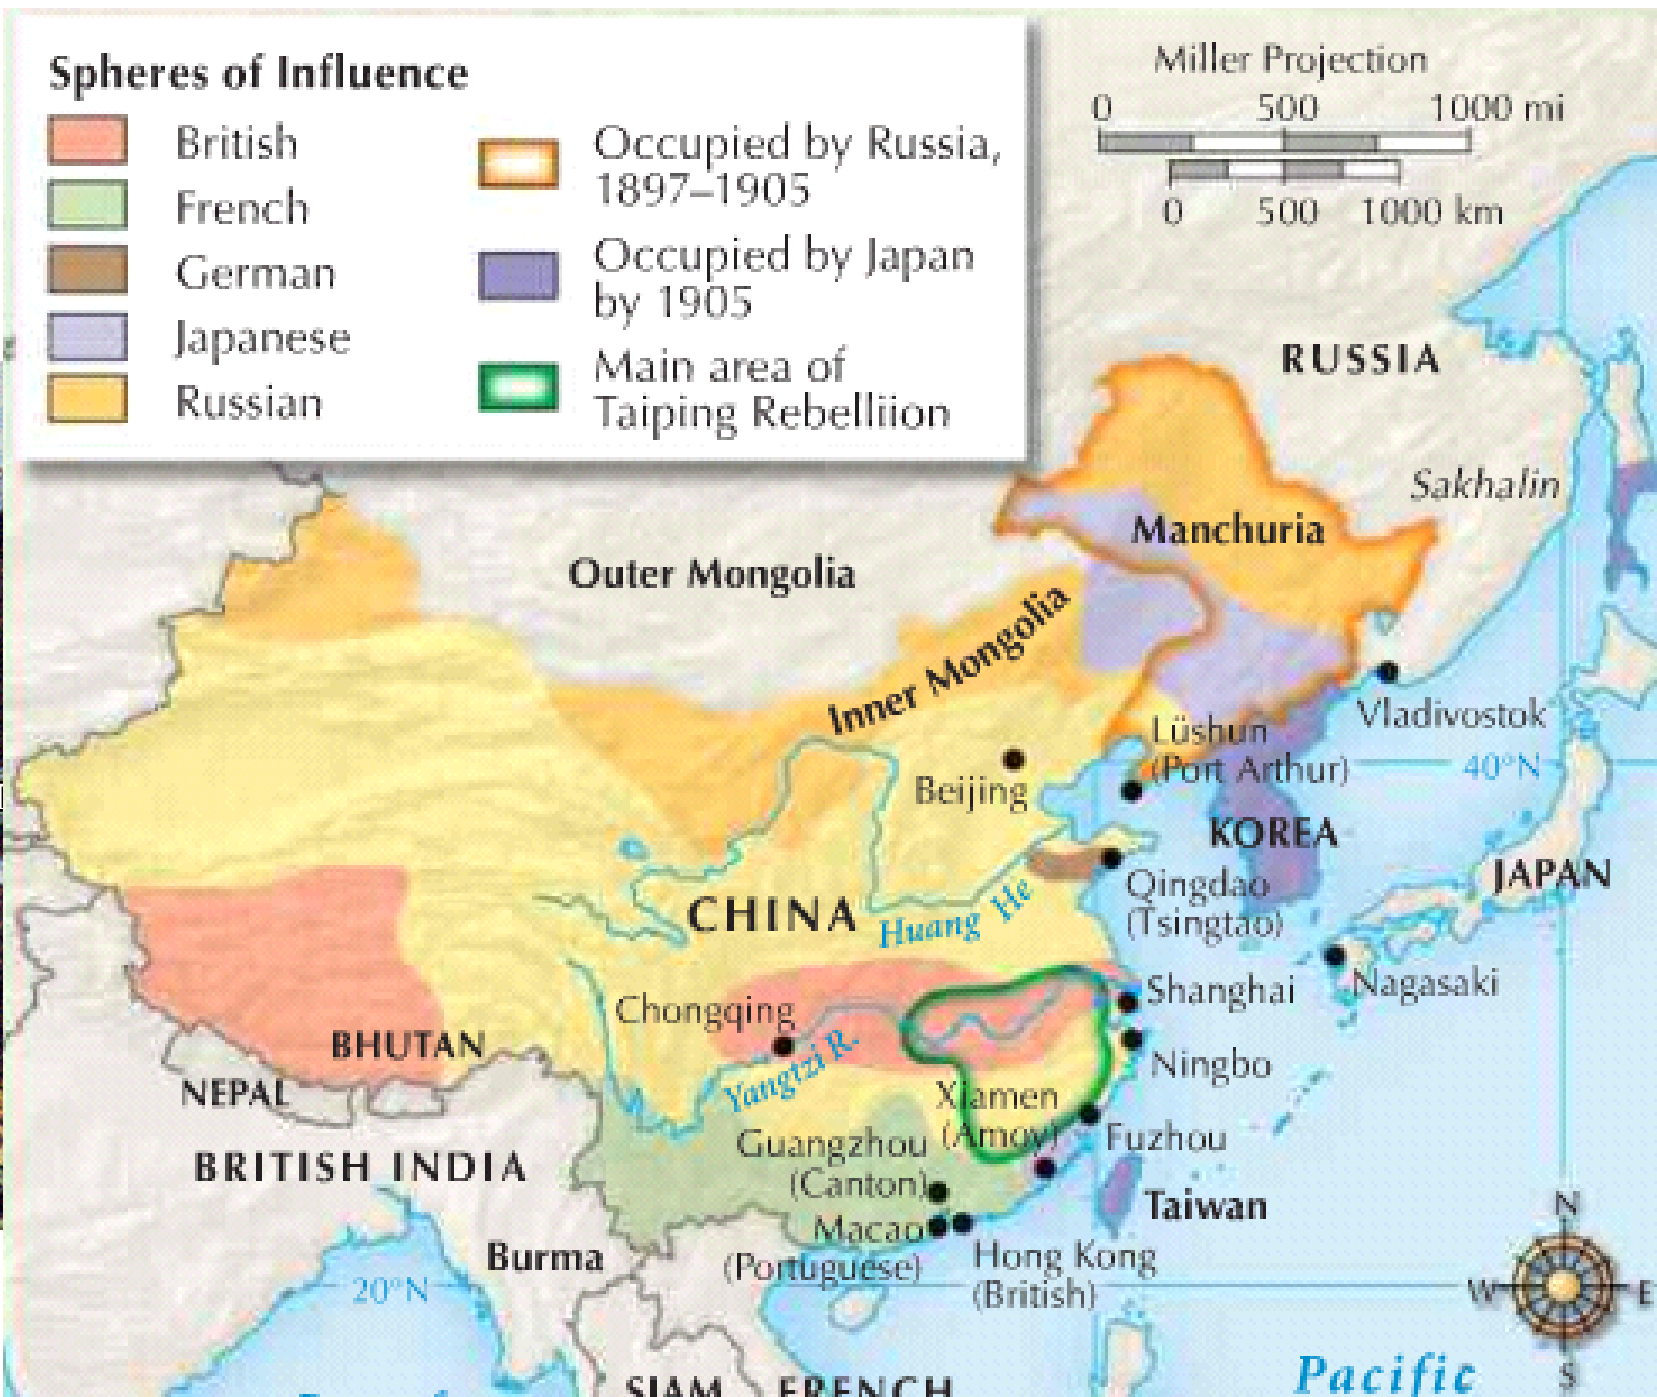 Spheres of Influence
British
French
German
Japanese
Russian
Occupied by Russia,
1897–1905
Occupied by Japan
by 1905
Main area of
Taiping Rebelliion
Miller Projection
0 500 1000 mi
0 500 1000 km
RUSSIA
Sakhalin
Manchuria
Outer Mongolia
Inner Mongolia
Vladivostok
Lüshun
(Port Arthur)
40°N
Beijing
KOREA
JAPAN
Qingdao
(Tsingtao)
CHINA
Huang He
Nagasaki
Shanghai
Chongqing
Yangtzi R.
Ningbo
BHUTAN
NEPAL
Xiamen
(Amoy)
Fuzhou
Guangzhou
(Canton)
BRITISH INDIA
Taiwan
Macao
(Portuguese)
Hong Kong
(British)
Burma
20°N
N
W E
S
Pacific
SIAM
FRENCH